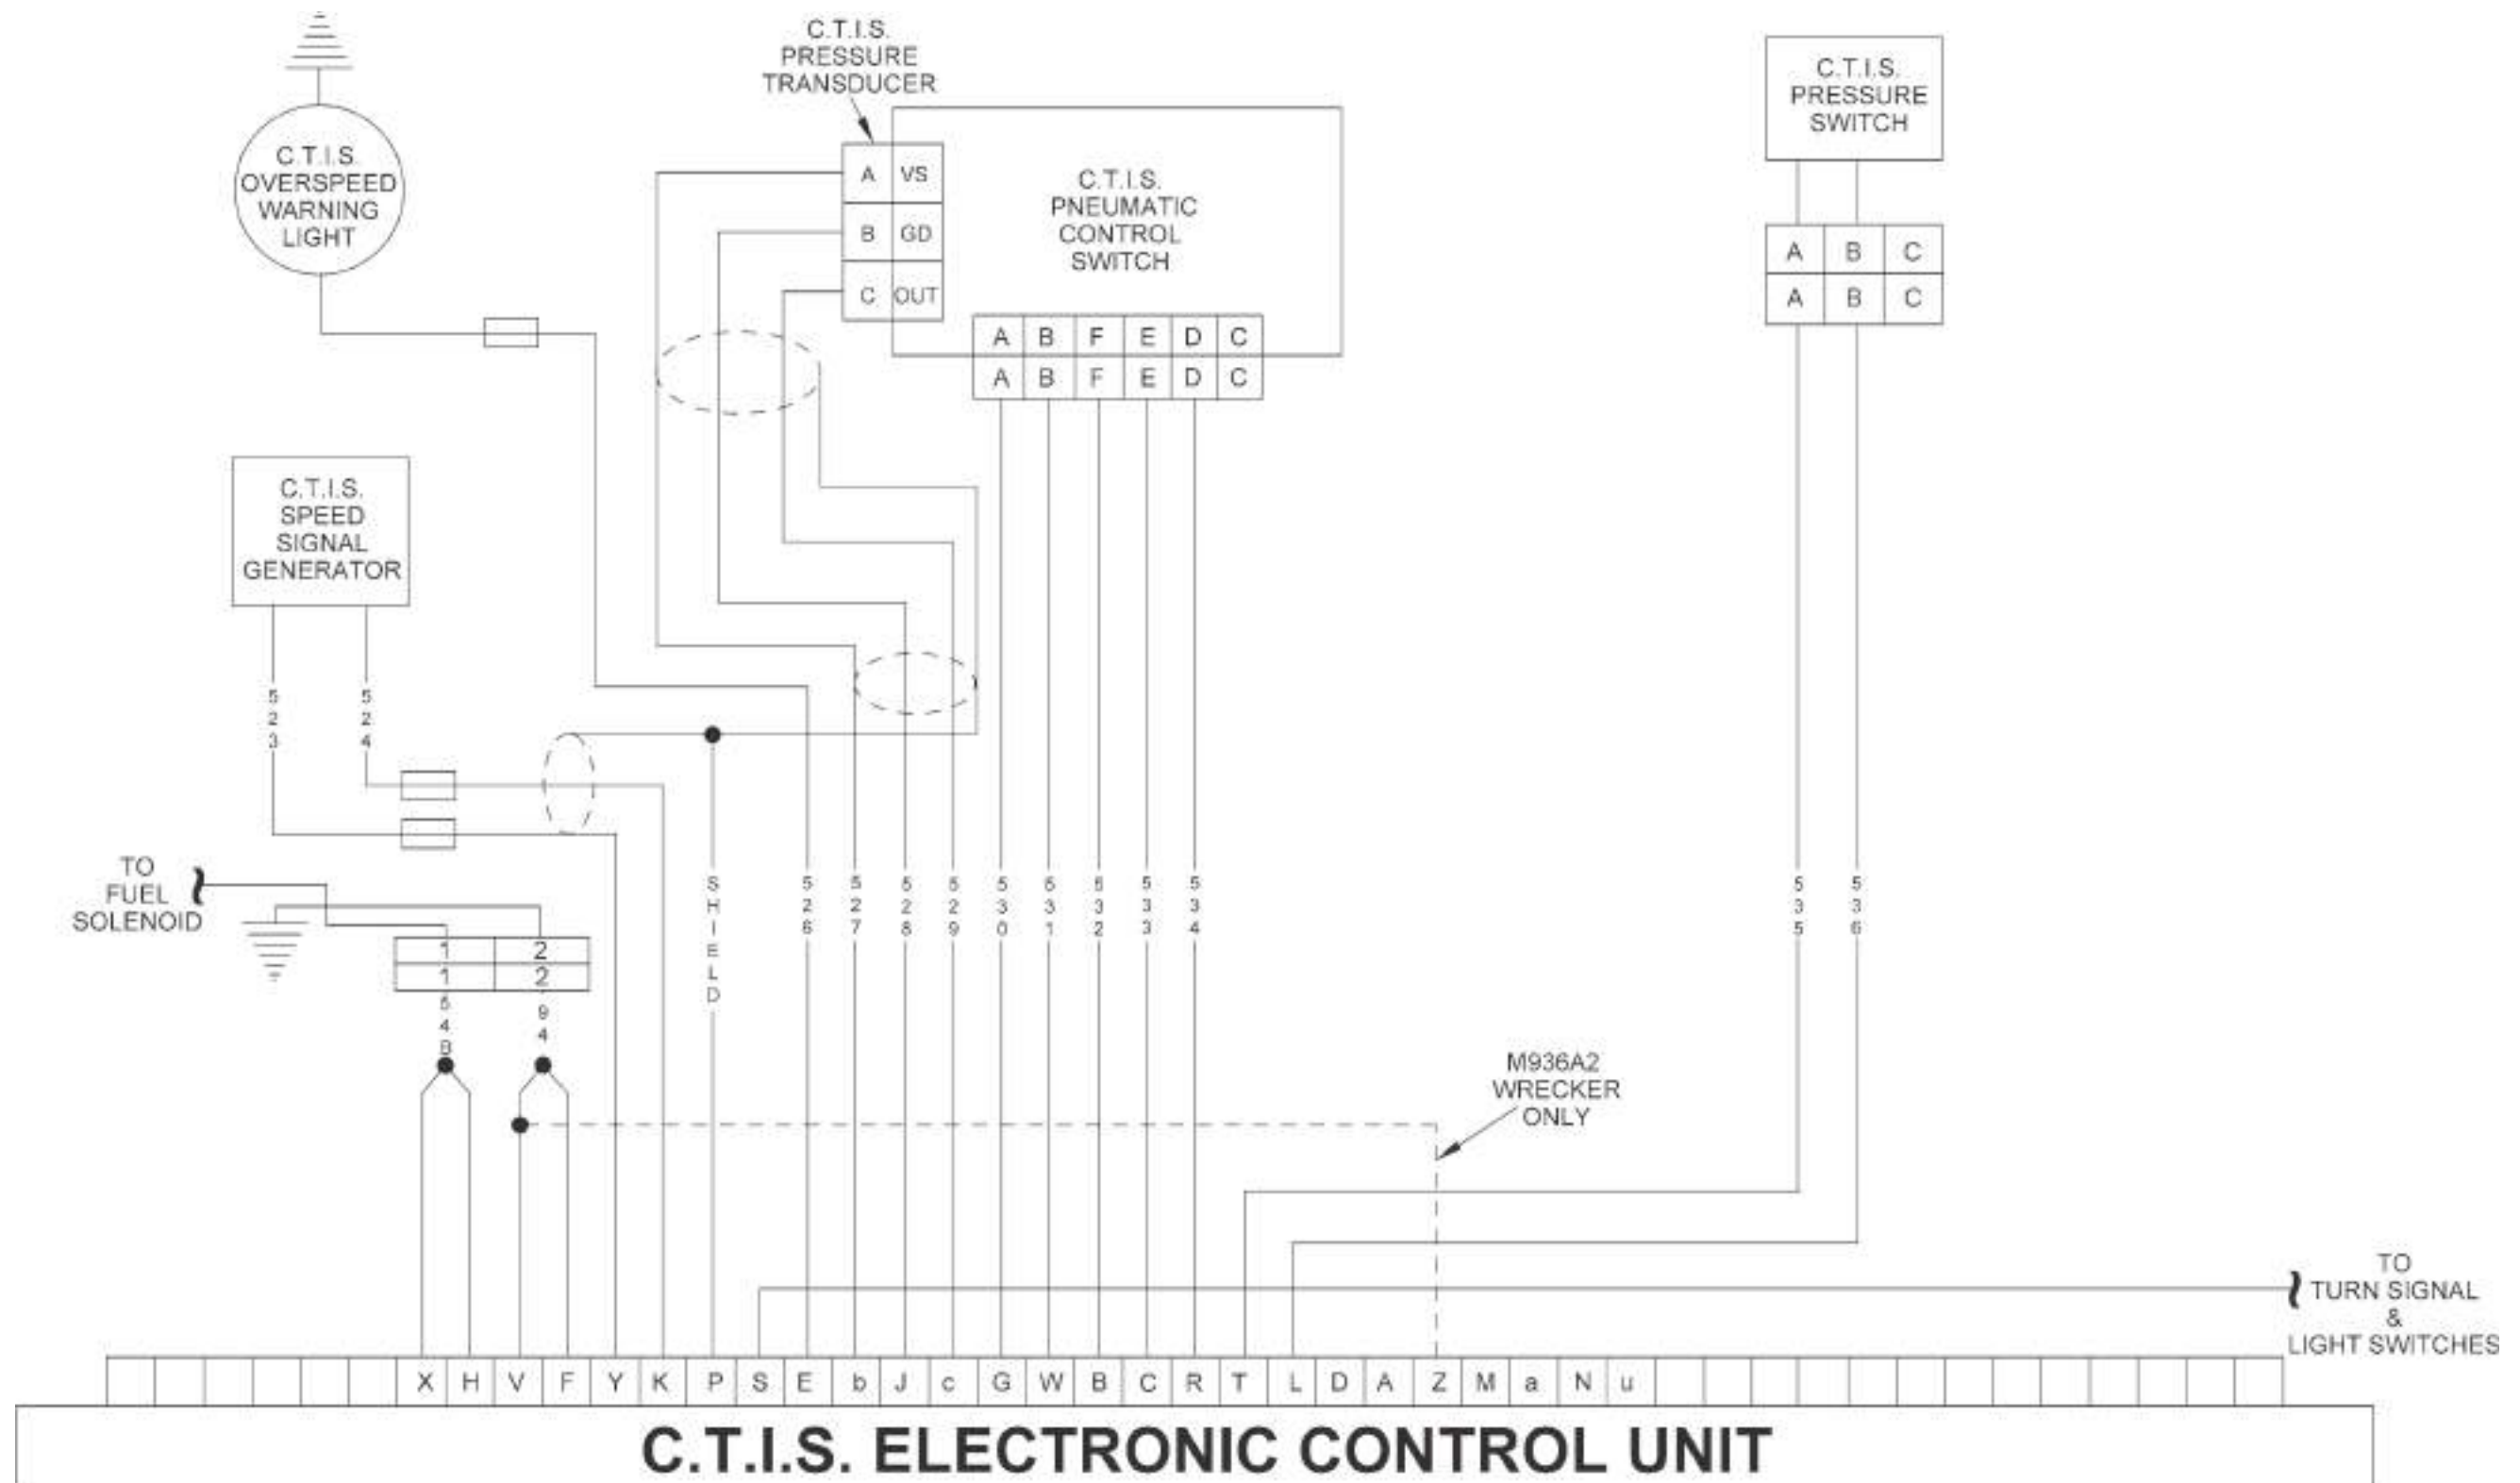 C.T.I.S.
PRESSURE
TRANSDUCER
C.T.I.S.
PRESSURE
SWITCH
C.T.I.S.
OVERSPEED
WARNING
LIGHT
A VS
B GD
C OUT
C.T.I.S.
PNEUMATIC
CONTROL
SWITCH
A B C
A B C
A B F E D C
A B F E D C
C.T.I.S.
SPEED
SIGNAL
GENERATOR
523
524
TO
FUEL
SOLENOID
1 2
1 2
54B
94
SHIELD
526
527
528
529
530
531
532
533
534
535
536
M936A2
WRECKER
ONLY
TO
TURN SIGNAL
&
LIGHT SWITCHES
X H V F Y K P S E b J c G W B C R T L D A Z M a N u
C.T.I.S. ELECTRONIC CONTROL UNIT